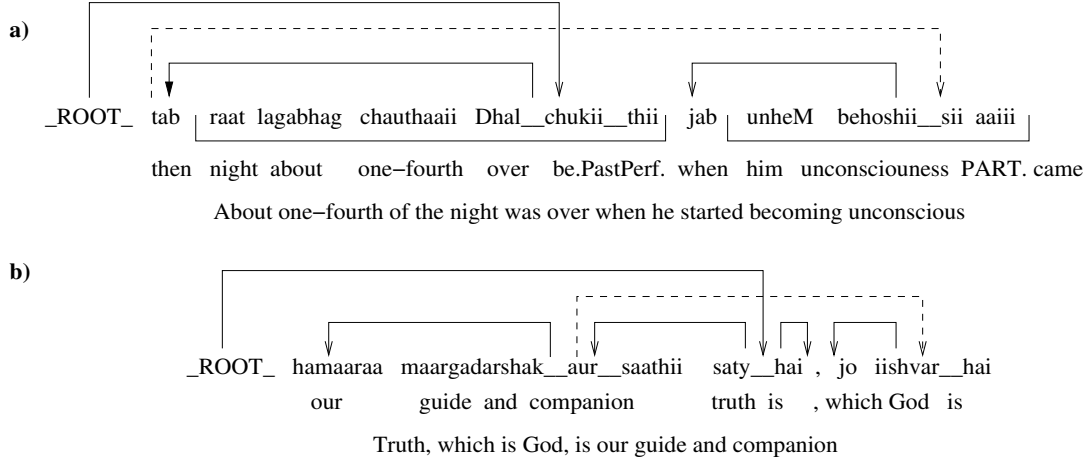 a)
_ROOT_ tab raat lagabhag chauthaaii Dhal__chukii__thii jab unheM behoshii__sii aaiii
then night about one−fourth over be.PastPerf. when him unconsciousness PART. came
About one−fourth of the night was over when he started becoming unconscious
b)
_ROOT_ hamaaraa maargadarshak__aur__saathii saty__hai , jo iishvar__hai
our guide and companion truth is , which God is
Truth, which is God, is our guide and companion